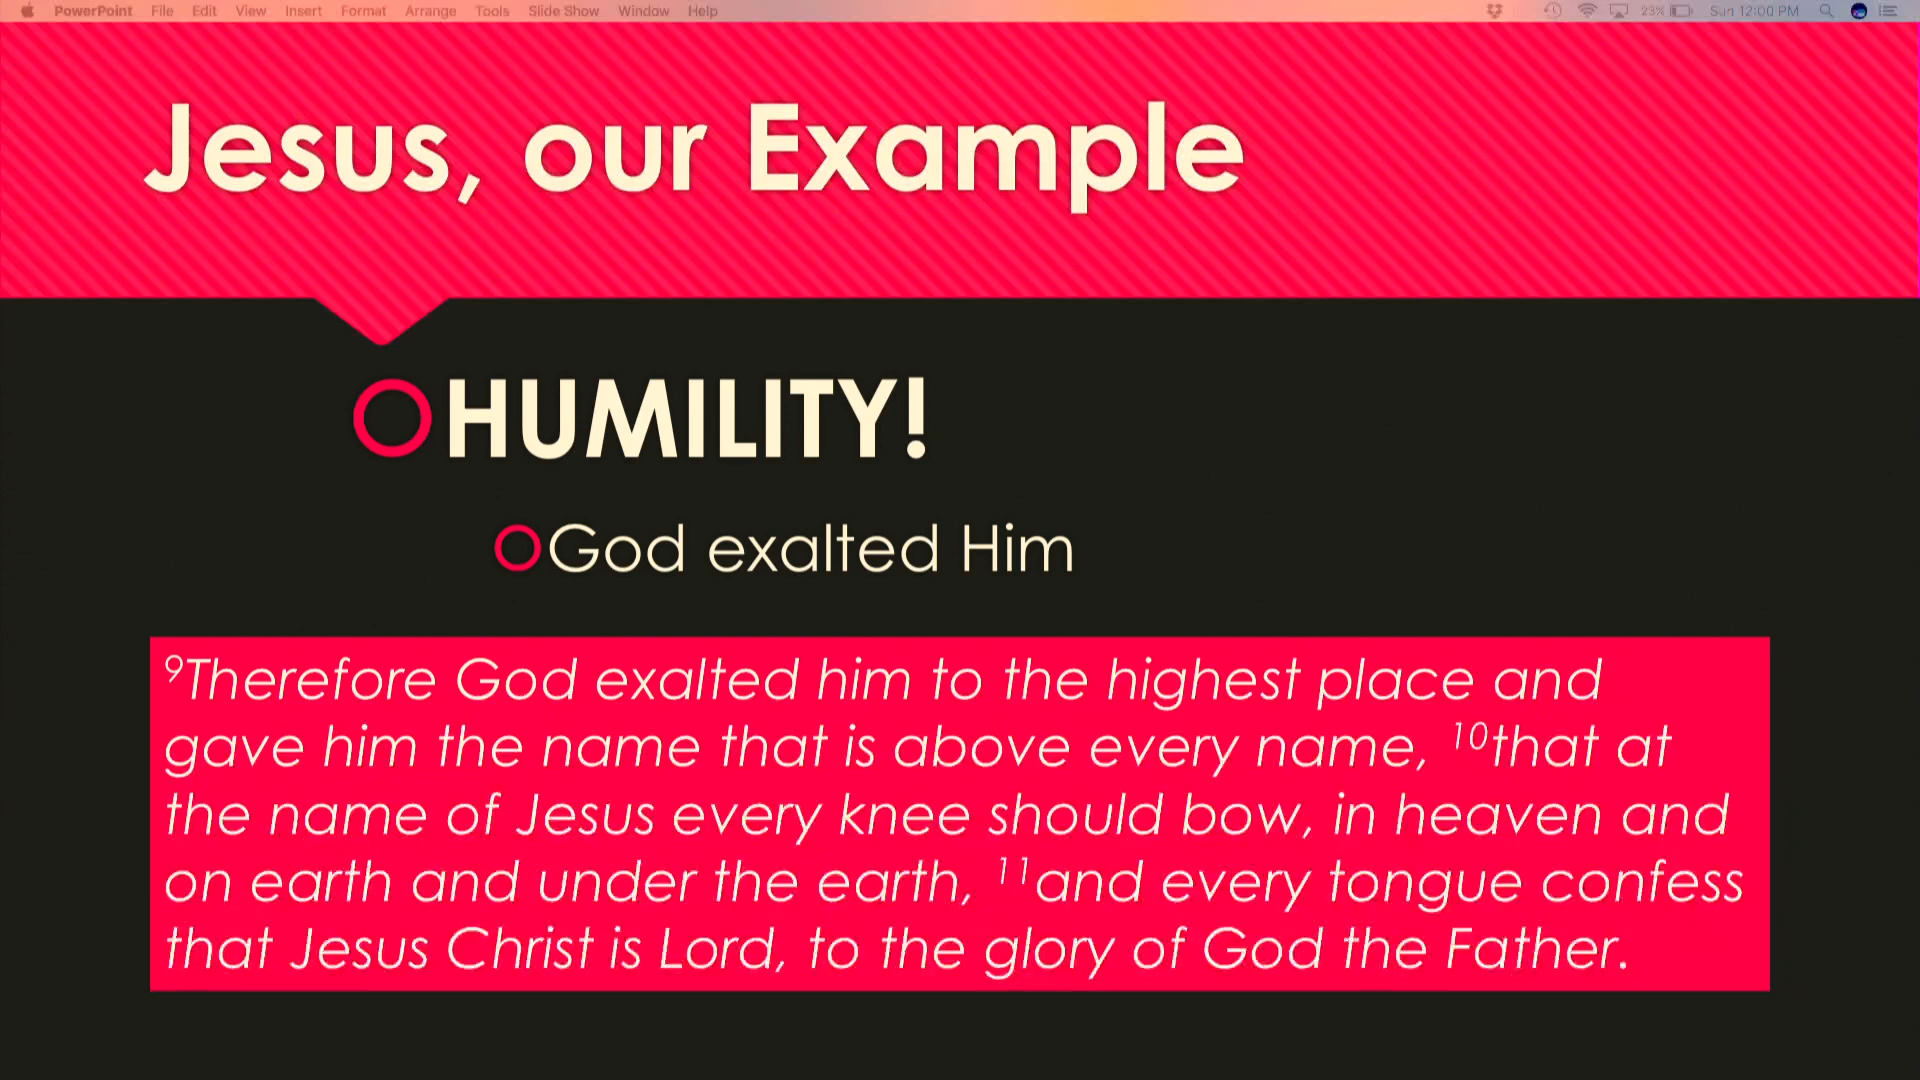 PowerPoint File Edit View Insert Format Arrange Tools Slide Show Window Help 23% Sun 12:00 PM
Jesus, our Example
HUMILITY!
God exalted Him
⁹Therefore God exalted him to the highest place and
gave him the name that is above every name, ¹⁰that at
the name of Jesus every knee should bow, in heaven and
on earth and under the earth, ¹¹and every tongue confess
that Jesus Christ is Lord, to the glory of God the Father.